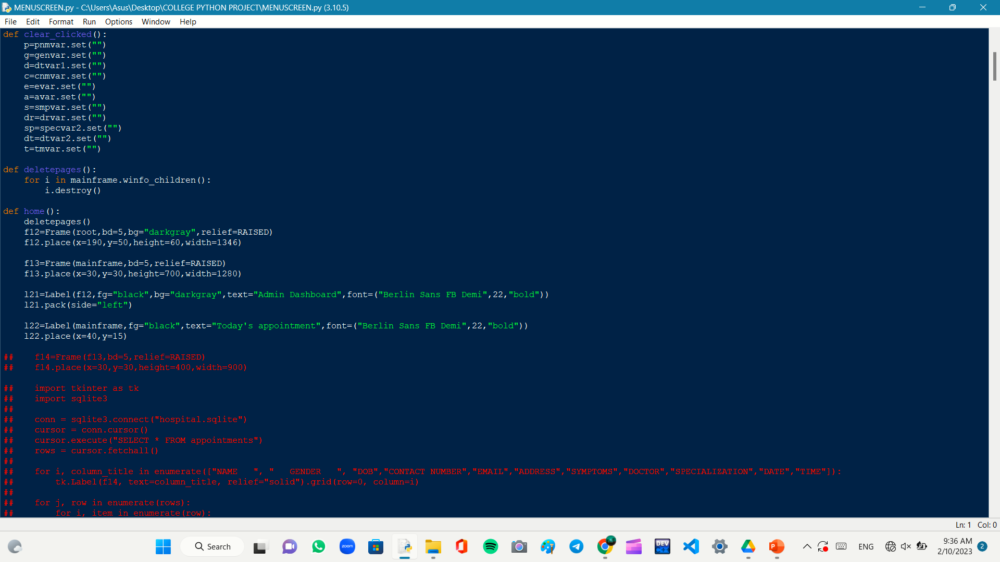 MENUSCREEN.py - C:\Users\Asus\Desktop\COLLEGE PYTHON PROJECT\MENUSCREEN.py (3.10.5)
File Edit Format Run Options Window Help
def clear_clicked():
    p=pnmvar.set("")
    g=genvar.set("")
    d=dtvar1.set("")
    c=cnmvar.set("")
    e=evar.set("")
    a=avar.set("")
    s=smpvar.set("")
    dr=drvar.set("")
    sp=specvar2.set("")
    dt=dtvar2.set("")
    t=tmvar.set("")
def deletepages():
    for i in mainframe.winfo_children():
        i.destroy()
def home():
    deletepages()
    f12=Frame(root,bd=5,bg="darkgray",relief=RAISED)
    f12.place(x=190,y=50,height=60,width=1346)
    f13=Frame(mainframe,bd=5,relief=RAISED)
    f13.place(x=30,y=30,height=700,width=1280)
    l21=Label(f12,fg="black",bg="darkgray",text="Admin Dashboard",font=("Berlin Sans FB Demi",22,"bold"))
    l21.pack(side="left")
    l22=Label(mainframe,fg="black",text="Today's appointment",font=("Berlin Sans FB Demi",22,"bold"))
    l22.place(x=40,y=15)
##    f14=Frame(f13,bd=5,relief=RAISED)
##    f14.place(x=30,y=30,height=400,width=900)
##    import tkinter as tk
##    import sqlite3
##
##    conn = sqlite3.connect("hospital.sqlite")
##    cursor = conn.cursor()
##    cursor.execute("SELECT * FROM appointments")
##    rows = cursor.fetchall()
##
##    for i, column_title in enumerate(["NAME   ", "   GENDER   ", "DOB","CONTACT NUMBER","EMAIL","ADDRESS","SYMPTOMS","DOCTOR","SPECIALIZATION","DATE","TIME"]):
##        tk.Label(f14, text=column_title, relief="solid").grid(row=0, column=i)
##
##    for j, row in enumerate(rows):
##        for i, item in enumerate(row):
Ln: 1 Col: 0
Search
zoom
DEV
C++
P
ENG
9:36 AM
2/10/2023
2